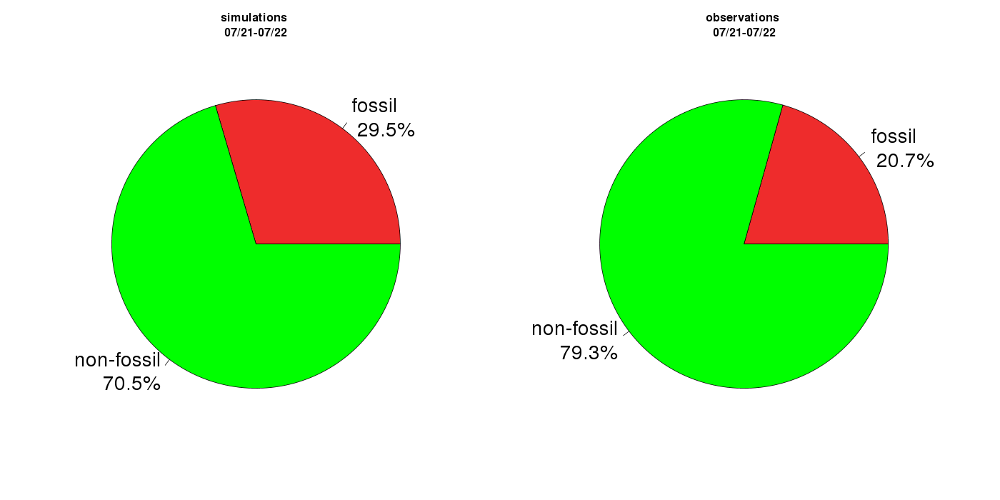 simulations
07/21-07/22
fossil
29.5%
non-fossil
70.5%
observations
07/21-07/22
fossil
20.7%
non-fossil
79.3%